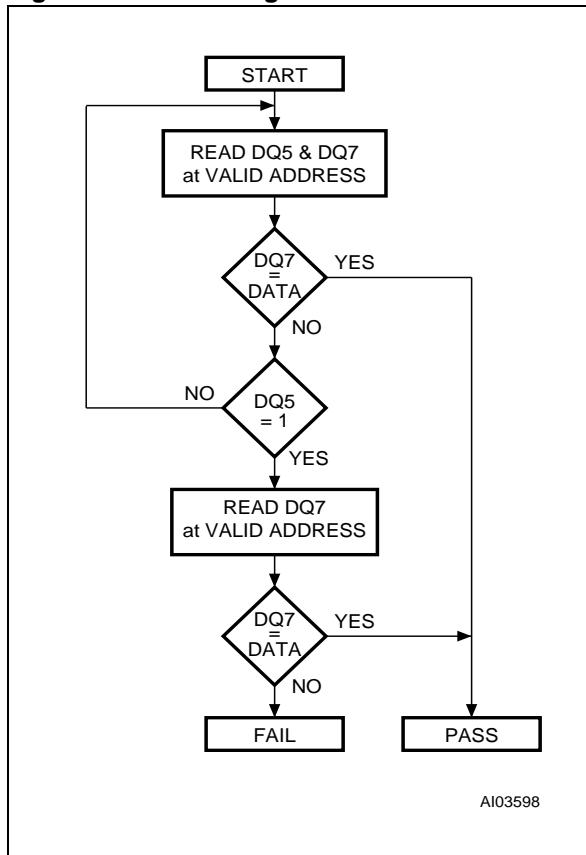 START
READ DQ5 & DQ7
at VALID ADDRESS
DQ7
=
DATA
YES
NO
DQ5
= 1
NO
YES
READ DQ7
at VALID ADDRESS
DQ7
=
DATA
YES
NO
FAIL
PASS
AI03598